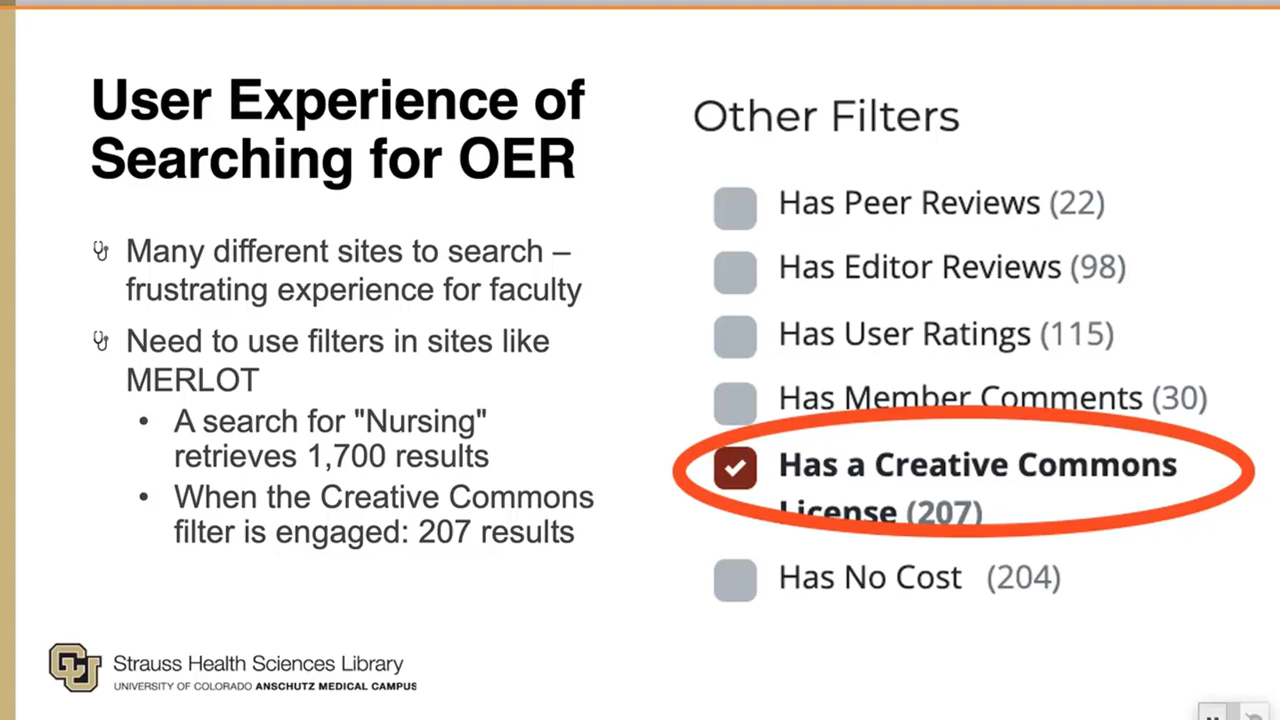 User Experience of
Searching for OER
Many different sites to search –
frustrating experience for faculty
Need to use filters in sites like
MERLOT
• A search for "Nursing"
retrieves 1,700 results
• When the Creative Commons
filter is engaged: 207 results
Other Filters
Has Peer Reviews (22)
Has Editor Reviews (98)
Has User Ratings (115)
Has Member Comments (30)
Has a Creative Commons
License (207)
Has No Cost (204)
CU
Strauss Health Sciences Library
UNIVERSITY OF COLORADO ANSCHUTZ MEDICAL CAMPUS